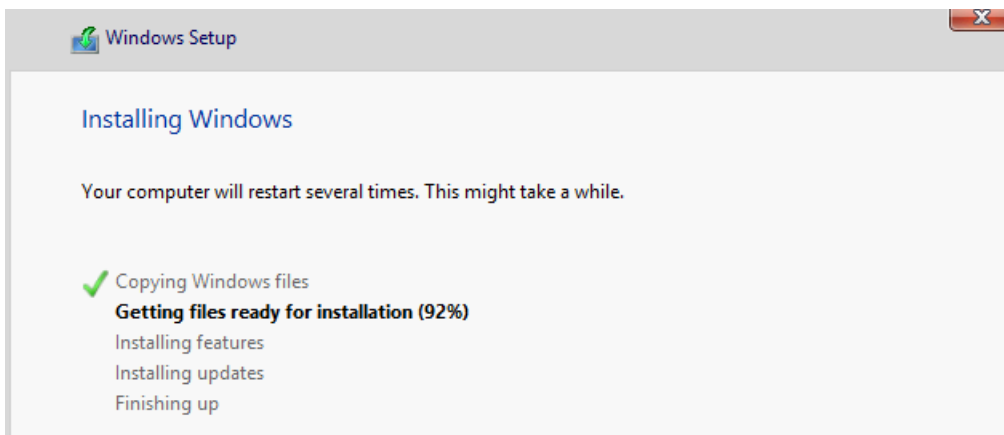 Windows Setup
Installing Windows
Your computer will restart several times. This might take a while.
Copying Windows files
Getting files ready for installation (92%)
Installing features
Installing updates
Finishing up